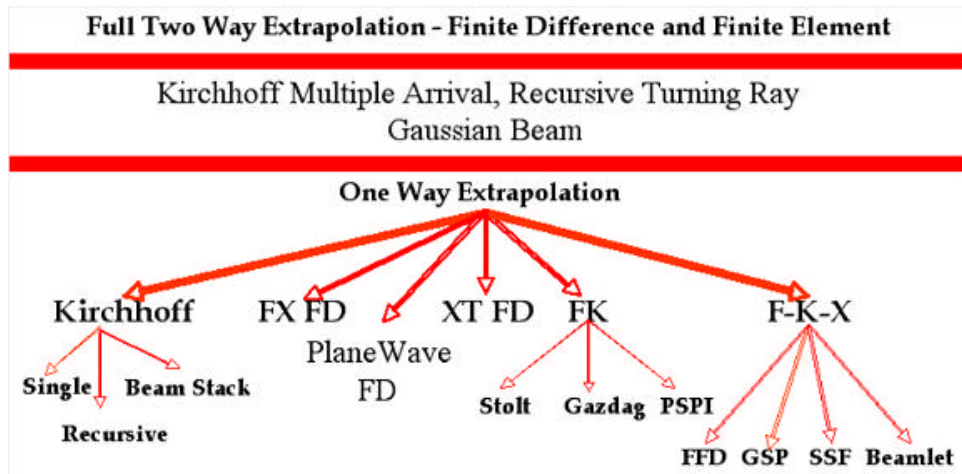 Full Two Way Extrapolation - Finite Difference and Finite Element
Kirchhoff Multiple Arrival, Recursive Turning Ray
Gaussian Beam
One Way Extrapolation
Kirchhoff FX FD XT FD FK F-K-X
PlaneWave
FD
Single Beam Stack
Recursive
Stolt Gazdag PSPI
FFD GSP SSF Beamlet